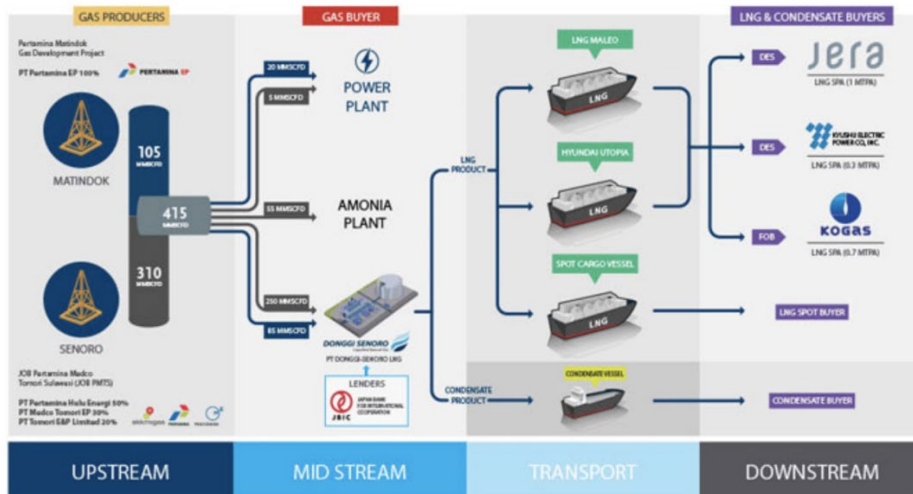 GAS PRODUCERS
Pertamina Matindok
Gas Development Project
PT Pertamina EP 100%
PERTAMINA EP
MATINDOK
105
MMSCFD
415
MMSCFD
310
MMSCFD
SENORO
JOB Pertamina Medco
Tomori Sulawesi (JOB PMTS)
PT Pertamina Hulu Energi 50%
PT Medco Tomori EP 30%
PT Tomori E&P Limited 20%
PERTAMINA
GAS BUYER
20 MMSCFD
5 MMSCFD
POWER
PLANT
55 MMSCFD
AMONIA
PLANT
250 MMSCFD
85 MMSCFD
DONGGI SENORO
PT DONGGI-SENORO LNG
LENDERS
JBIC
JAPAN BANK
FOR INTERNATIONAL
COOPERATION
LNG
PRODUCT
CONDENSATE
PRODUCT
LNG MALEO
LNG
HYUNDAI UTOPIA
LNG
SPOT CARGO VESSEL
LNG
CONDENSATE VESSEL
LNG & CONDENSATE BUYERS
DES
Jera
LNG SPA (1 MTPA)
DES
KYUSHU ELECTRIC
POWER CO., INC.
LNG SPA (0.3 MTPA)
FOB
KOGAS
LNG SPA (0.7 MTPA)
LNG SPOT BUYER
CONDENSATE BUYER
UPSTREAM
MID STREAM
TRANSPORT
DOWNSTREAM